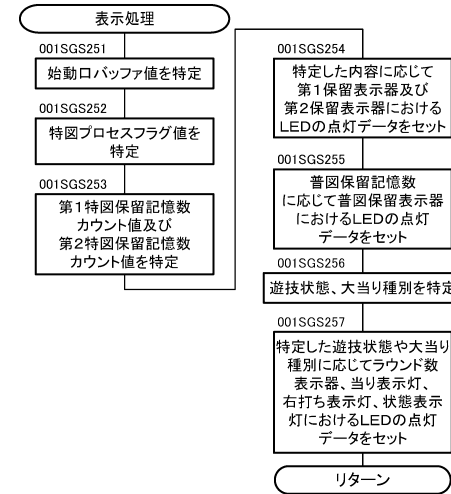 表示処理
001SGS251
始動口バッファ値を特定
001SGS252
特図プロセスフラグ値を
特定
001SGS253
第1特図保留記憶数
カウント値及び
第2特図保留記憶数
カウント値を特定
001SGS254
特定した内容に応じて
第1保留表示器及び
第2保留表示器における
LEDの点灯データをセット
001SGS255
普図保留記憶数
に応じて普図保留表示器
におけるLEDの点灯
データをセット
001SGS256
遊技状態、大当り種別を特定
001SGS257
特定した遊技状態や大当り
種別に応じてラウンド数
表示器、当り表示灯、
右打ち表示灯、状態表示
灯におけるLEDの点灯
データをセット
リターン